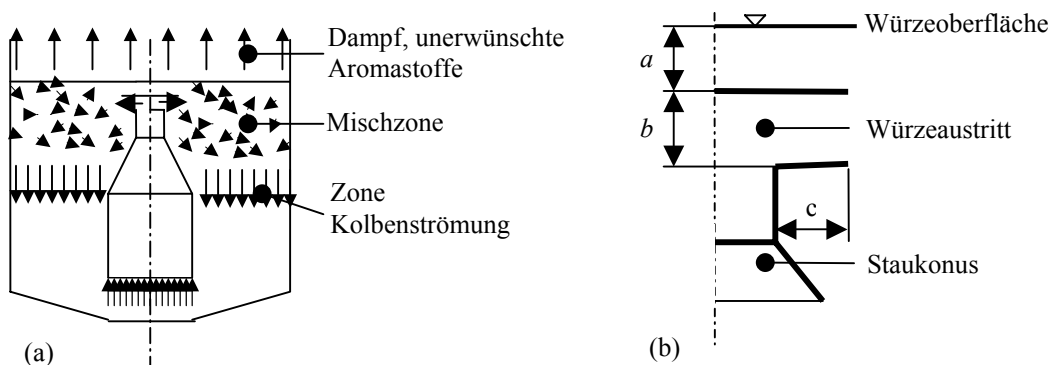 Dampf, unerwünschte
Aromastoffe
Mischzone
Zone
Kolbenströmung
(a)
Würzeoberfläche
a
b
Würzeaustritt
c
Staukonus
(b)